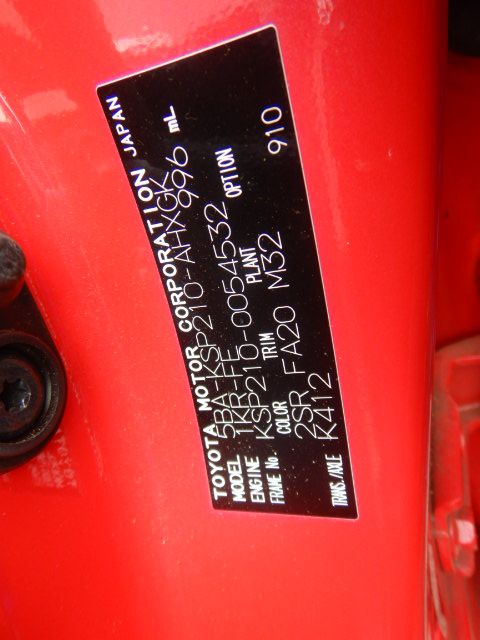 TOYOTA MOTOR CORPORATION JAPAN
MODEL 5BA-KSP210-AHXGK
ENGINE 1KR-FE 996 mL
FRAME No. KSP210-0054532
COLOR TRIM PLANT OPTION
2SR FA20 M32 910
TRANS./AXLE K412